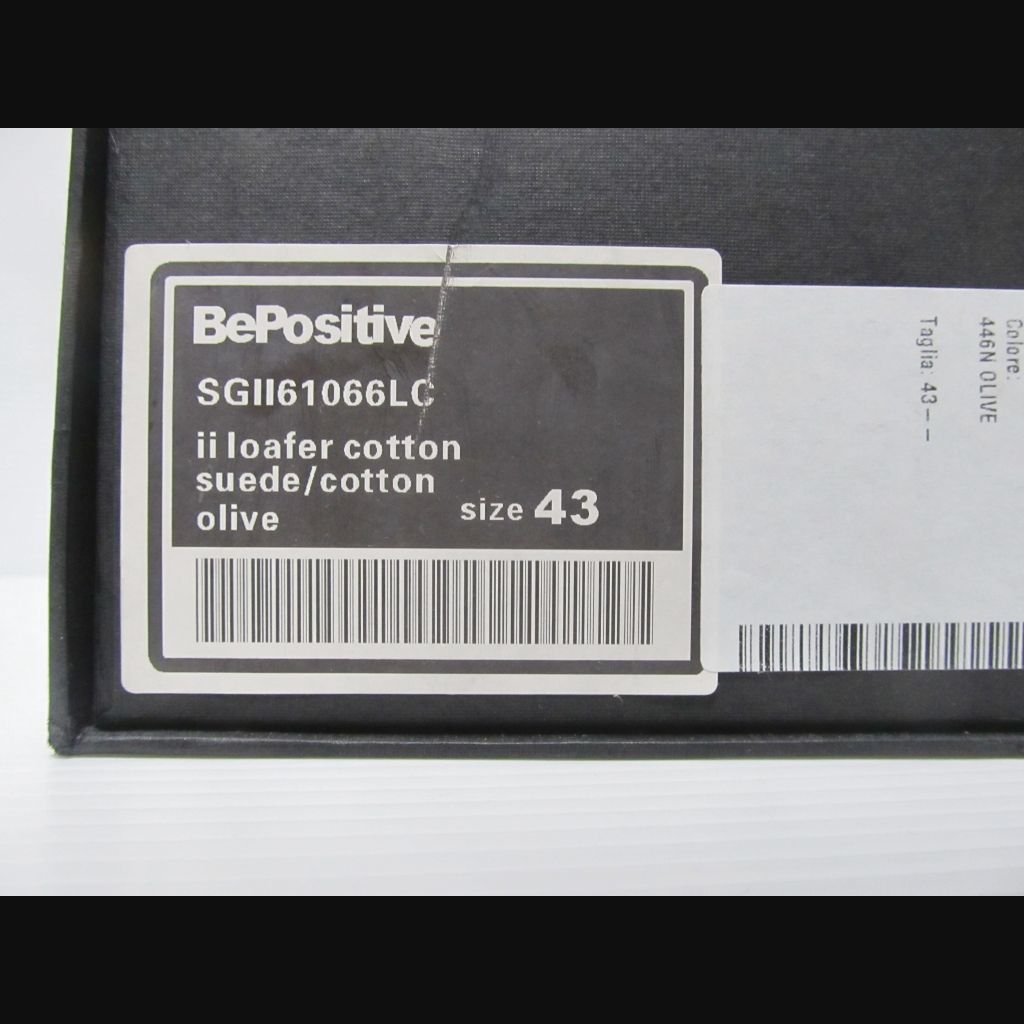 BePositive
SGII61066LC
ii loafer cotton
suede/cotton
olive
size 43
Colore:
446N OLIVE
Taglia: 43--